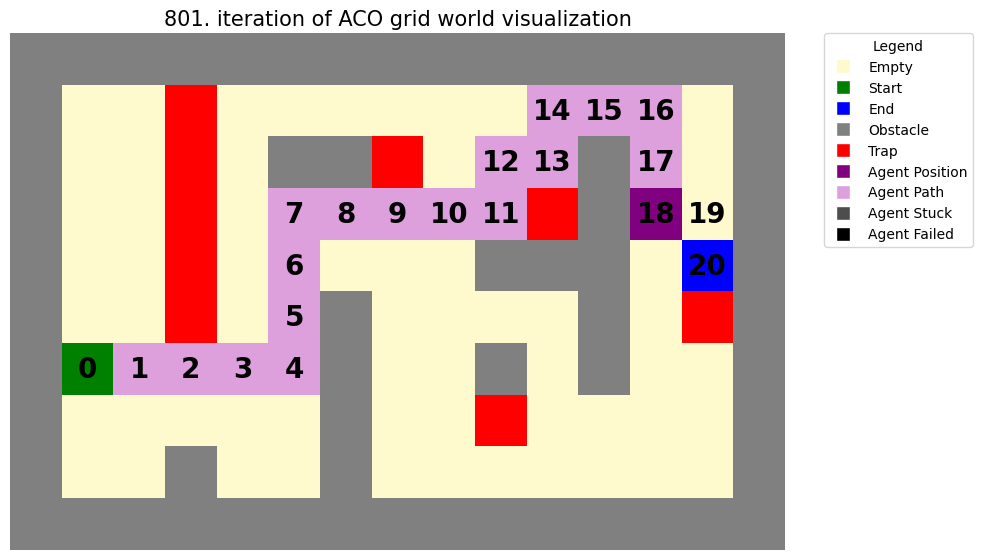 801. iteration of ACO grid world visualization
14 15 16
12 13 17
7 8 9 10 11 18 19
6 20
5
0 1 2 3 4
Legend
Empty
Start
End
Obstacle
Trap
Agent Position
Agent Path
Agent Stuck
Agent Failed